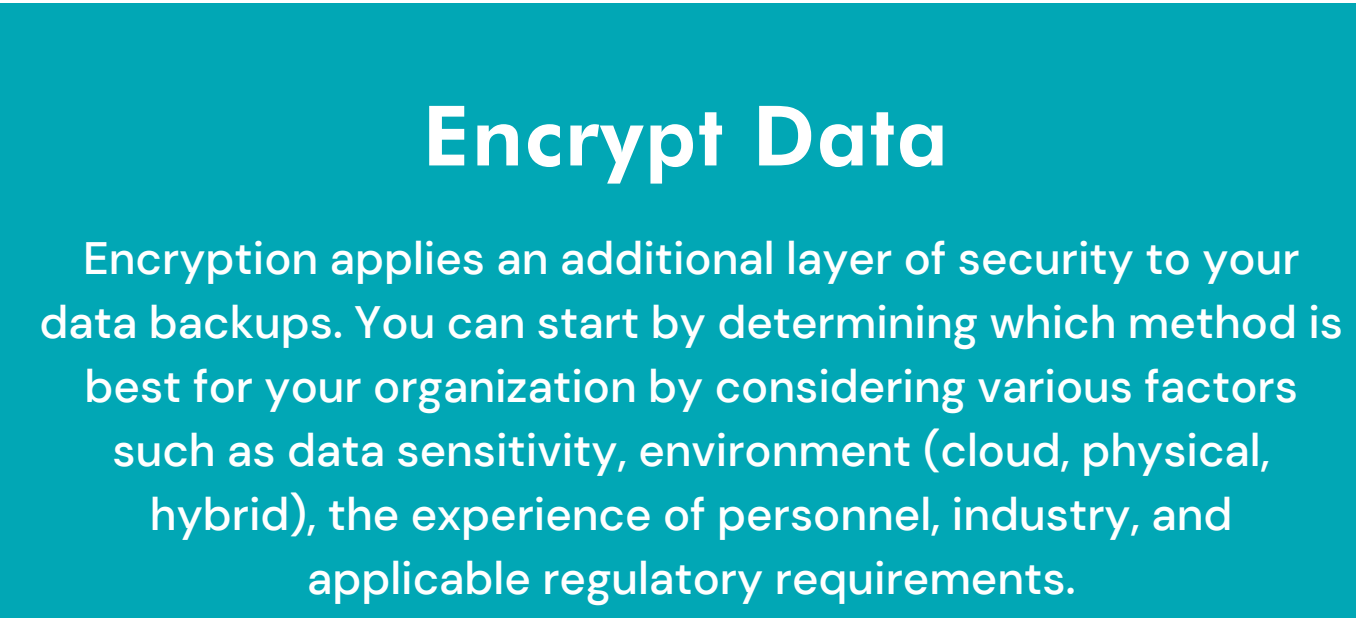 Encrypt Data
Encryption applies an additional layer of security to your
data backups. You can start by determining which method is
best for your organization by considering various factors
such as data sensitivity, environment (cloud, physical,
hybrid), the experience of personnel, industry, and
applicable regulatory requirements.